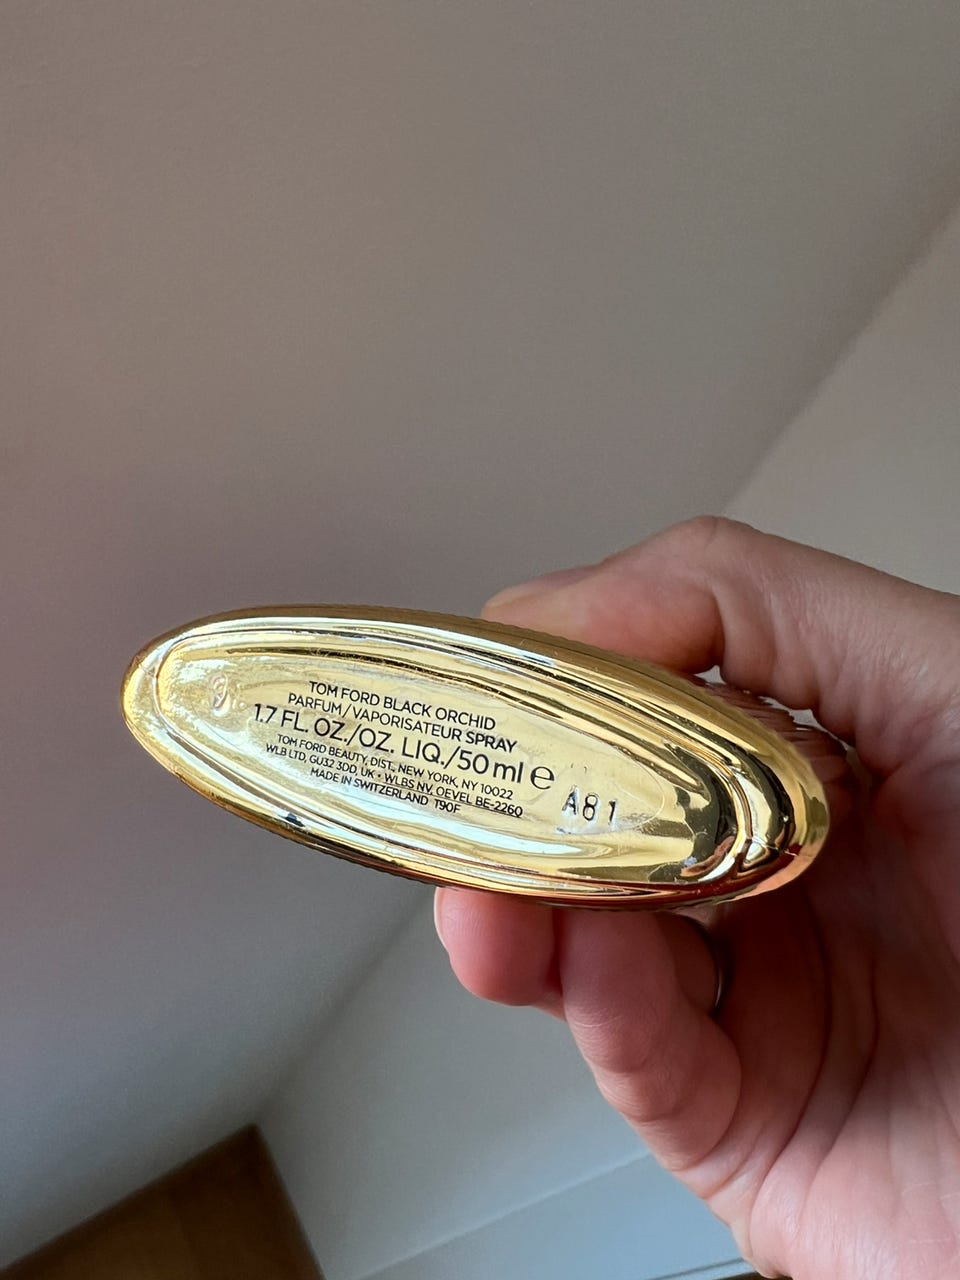 TOM FORD BLACK ORCHID
PARFUM/VAPORISATEUR SPRAY
1.7 FL. OZ./OZ. LIQ./50 ml ℮
TOM FORD BEAUTY, DIST, NEW YORK, NY 10022
WLB LTD, GU32 3DD, UK • WLBS NV, OEVEL BE-2260
MADE IN SWITZERLAND T90F
A81